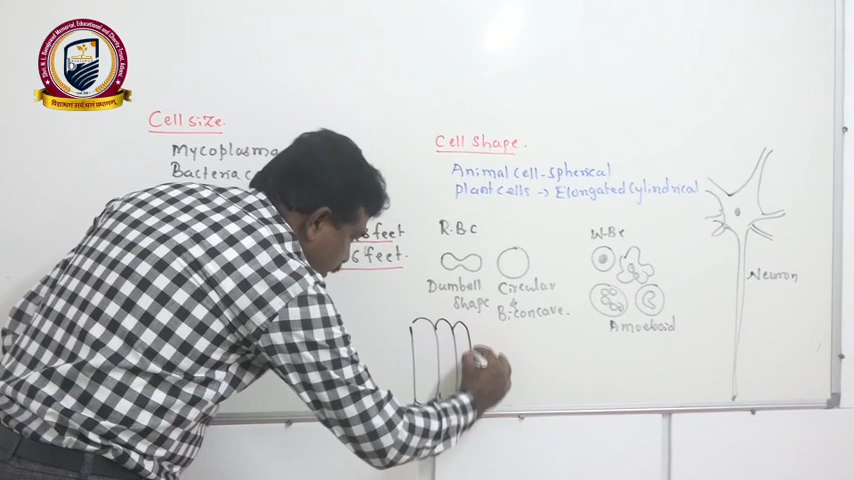 Cell size
Mycoplasma
Bacteria
feet
feet.
Cell shape.
Animal cell-spherical
plant cells → Elongated Cylindrical
R.B.C
Dumbell
Shape
Circular
&
Biconcave.
W.Bc
Amoeboid
Neuron